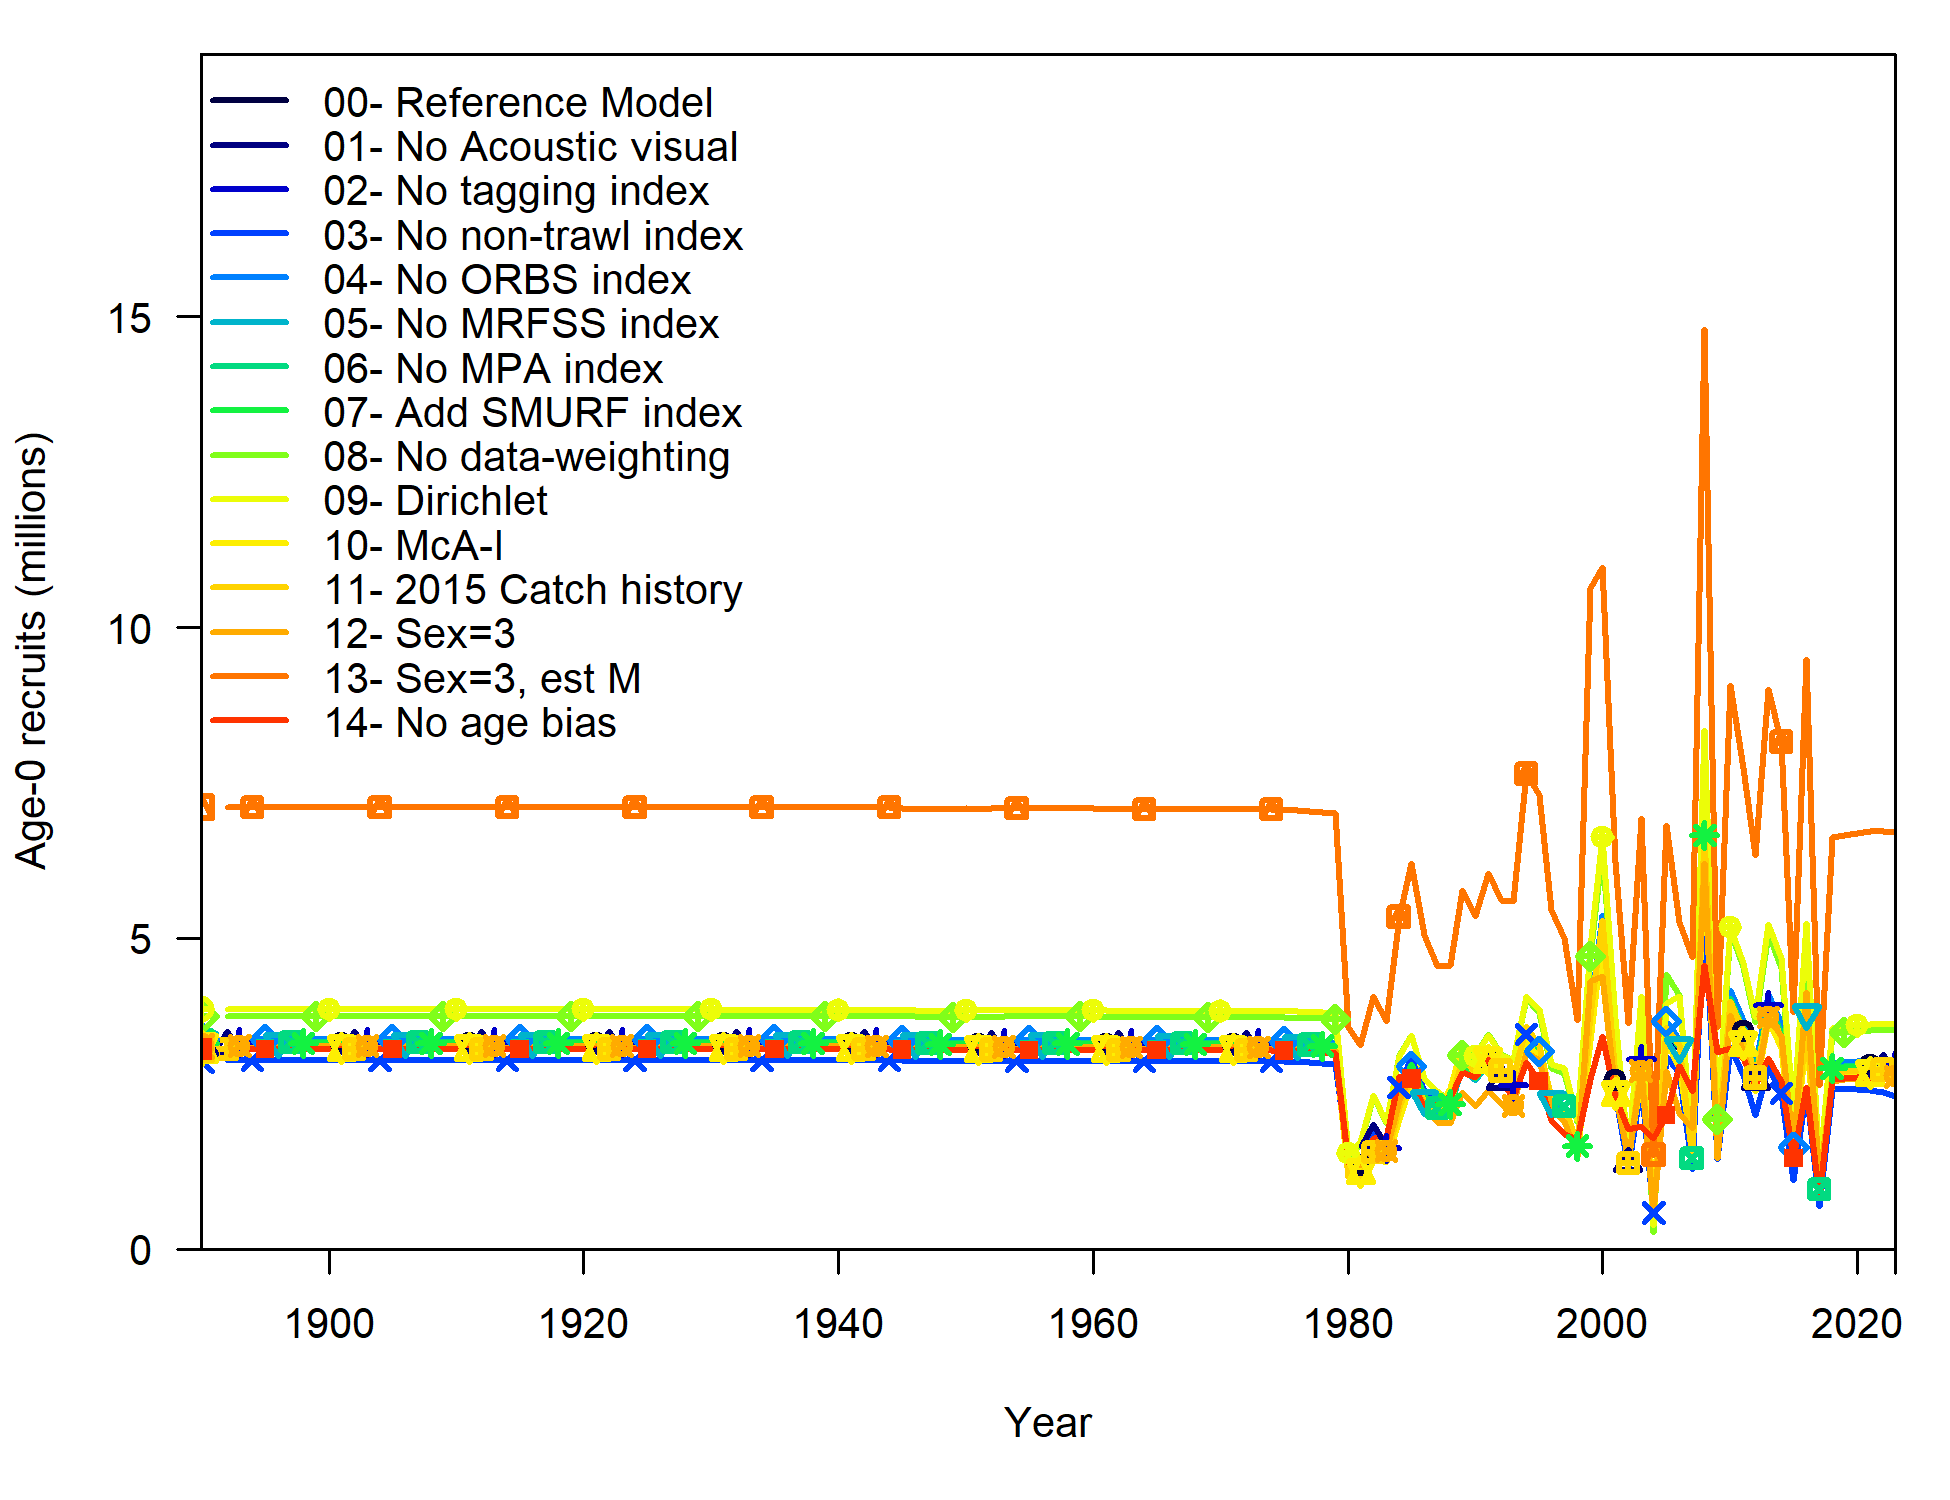 00- Reference Model
01- No Acoustic visual
02- No tagging index
03- No non-trawl index
04- No ORBS index
05- No MRFSS index
06- No MPA index
07- Add SMURF index
08- No data-weighting
09- Dirichlet
10- McA-I
11- 2015 Catch history
12- Sex=3
13- Sex=3, est M
14- No age bias
Age-0 recruits (millions)
15
10
5
0
1900 1920 1940 1960 1980 2000 2020
Year